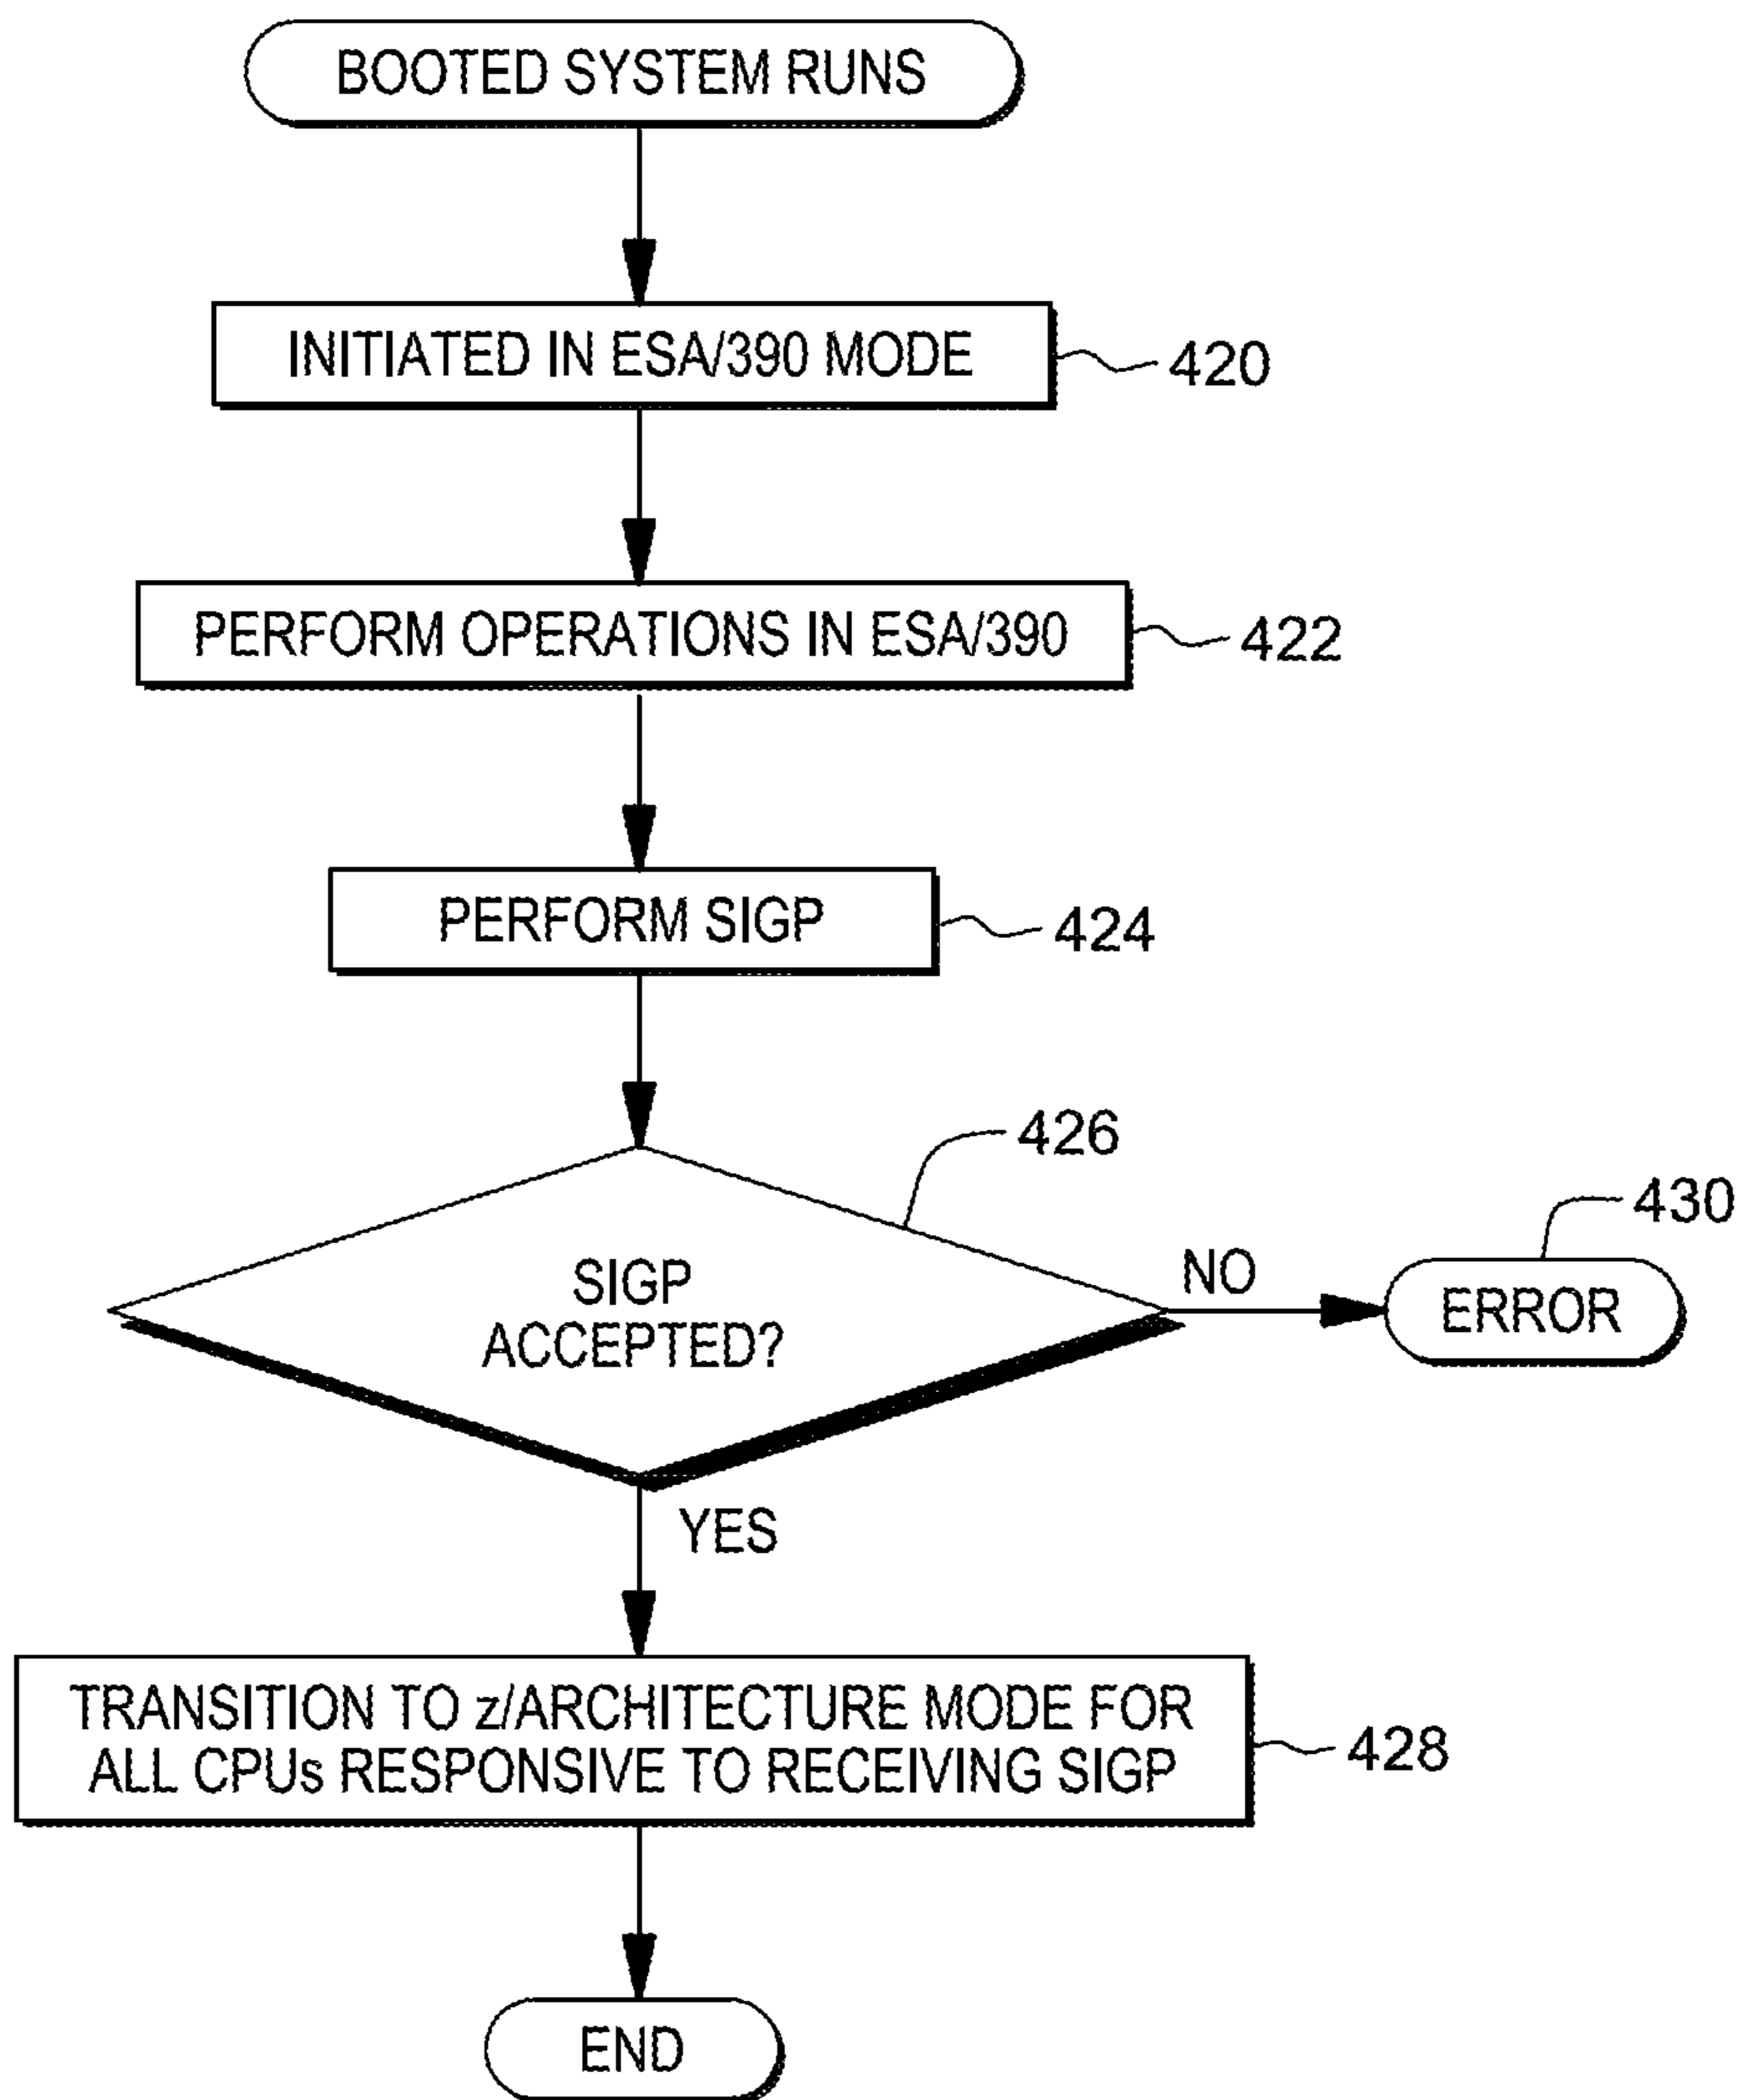 BOOTED SYSTEM RUNS
INITIATED IN ESA/390 MODE
420
PERFORM OPERATIONS IN ESA/390
422
PERFORM SIGP
424
426
430
SIGP
ACCEPTED?
NO
ERROR
YES
TRANSITION TO z/ARCHITECTURE MODE FOR
ALL CPUs RESPONSIVE TO RECEIVING SIGP
428
END